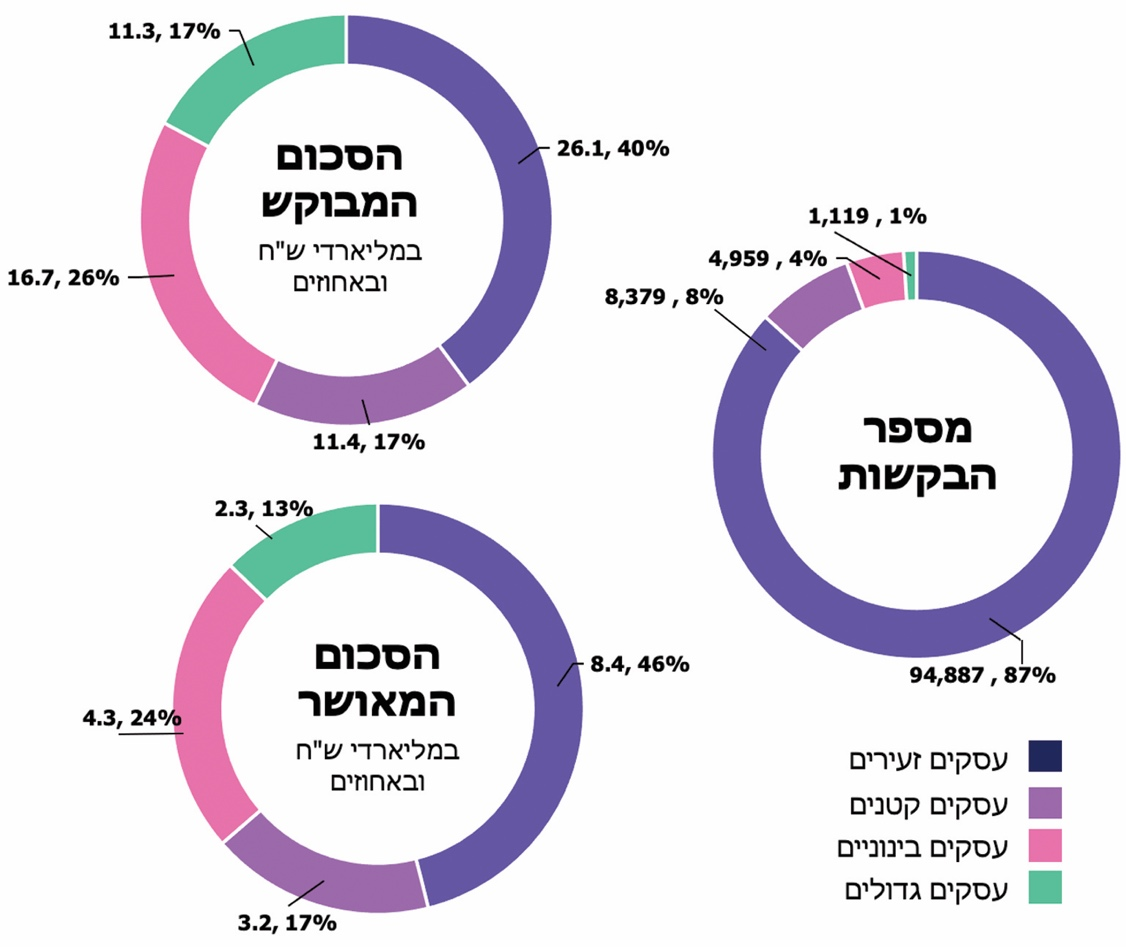 11.3, 17%
26.1, 40%
הסכום
המבוקש
במליארדי ש"ח
ובאחוזים
16.7, 26%
11.4, 17%
1,119 , 1%
4,959 , 4%
8,379 , 8%
מספר
הבקשות
94,887 , 87%
2.3, 13%
8.4, 46%
הסכום
המאושר
במליארדי ש"ח
ובאחוזים
4.3, 24%
3.2, 17%
עסקים זעירים
עסקים קטנים
עסקים בינוניים
עסקים גדולים